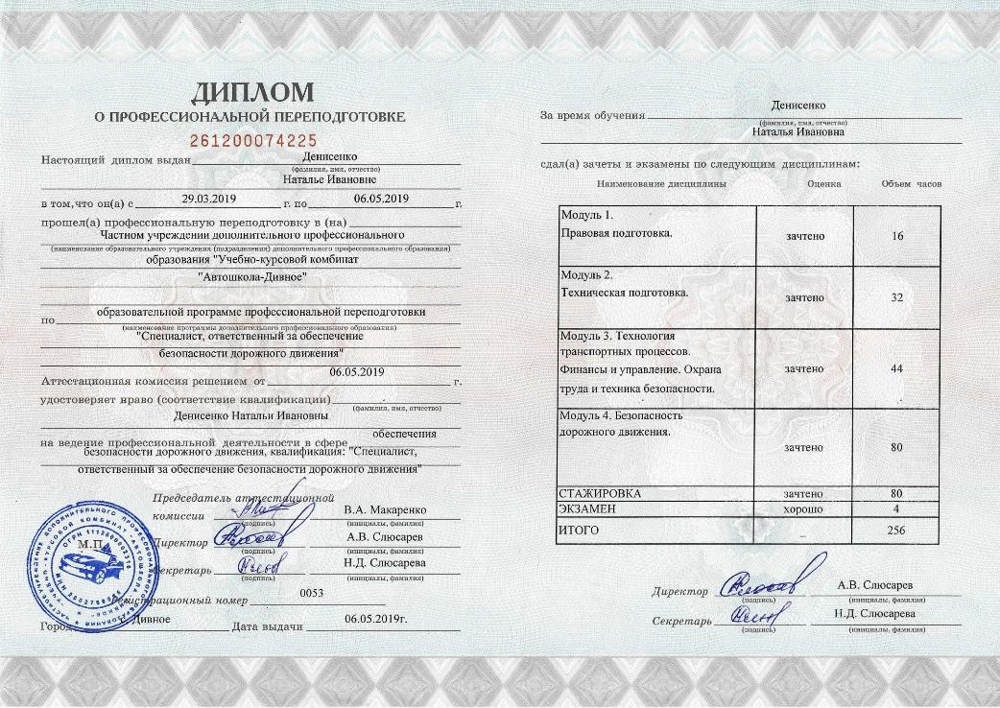 ДИПЛОМ
О ПРОФЕССИОНАЛЬНОЙ ПЕРЕПОДГОТОВКЕ
261200074225
Настоящий диплом выдан Денисенко
(фамилия, имя, отчество)
Наталье Ивановне
в том,что он(а) с 29.03.2019 г. по 06.05.2019 г.
прошел(а) профессиональную переподготовку в (на)
Частном учреждении дополнительного профессионального
(наименование образовательного учреждения (подразделения) дополнительного профессионального образования)
образования "Учебно-курсовой комбинат
"Автошкола-Дивное"
по образовательной программе профессиональной переподготовки
(наименование программы дополнительного профессионального образования)
"Специалист, ответственный за обеспечение
безопасности дорожного движения"
Аттестационная комиссия решением от 06.05.2019 г.
удостоверяет право (соответствие квалификации)
(фамилия, имя, отчество)
Денисенко Натальи Ивановны
на ведение профессиональной деятельности в сфере обеспечения
безопасности дорожного движения, квалификация: "Специалист,
ответственный за обеспечение безопасности дорожного движения"
Председатель аттестационной
комиссии В.А. Макаренко
(подпись) (инициалы, фамилия)
Директор А.В. Слюсарев
(подпись) (инициалы, фамилия)
Секретарь Н.Д. Слюсарева
(подпись) (инициалы, фамилия)
М.П.
Регистрационный номер 0053
Город с. Дивное Дата выдачи 06.05.2019г.
За время обучения Денисенко
(фамилия, имя, отчество)
Наталья Ивановна
сдал(а) зачеты и экзамены по следующим дисциплинам:
Наименование дисциплины Оценка Объем часов
Модуль 1.
Правовая подготовка. зачтено 16
Модуль 2.
Техническая подготовка. зачтено 32
Модуль 3. Технология
транспортных процессов.
Финансы и управление. Охрана зачтено 44
труда и техника безопасности.
Модуль 4. Безопасность
дорожного движения.
зачтено 80
СТАЖИРОВКА зачтено 80
ЭКЗАМЕН хорошо 4
ИТОГО – 256
Директор А.В. Слюсарев
(подпись) (инициалы, фамилия)
Секретарь Н.Д. Слюсарева
(подпись) (инициалы, фамилия)